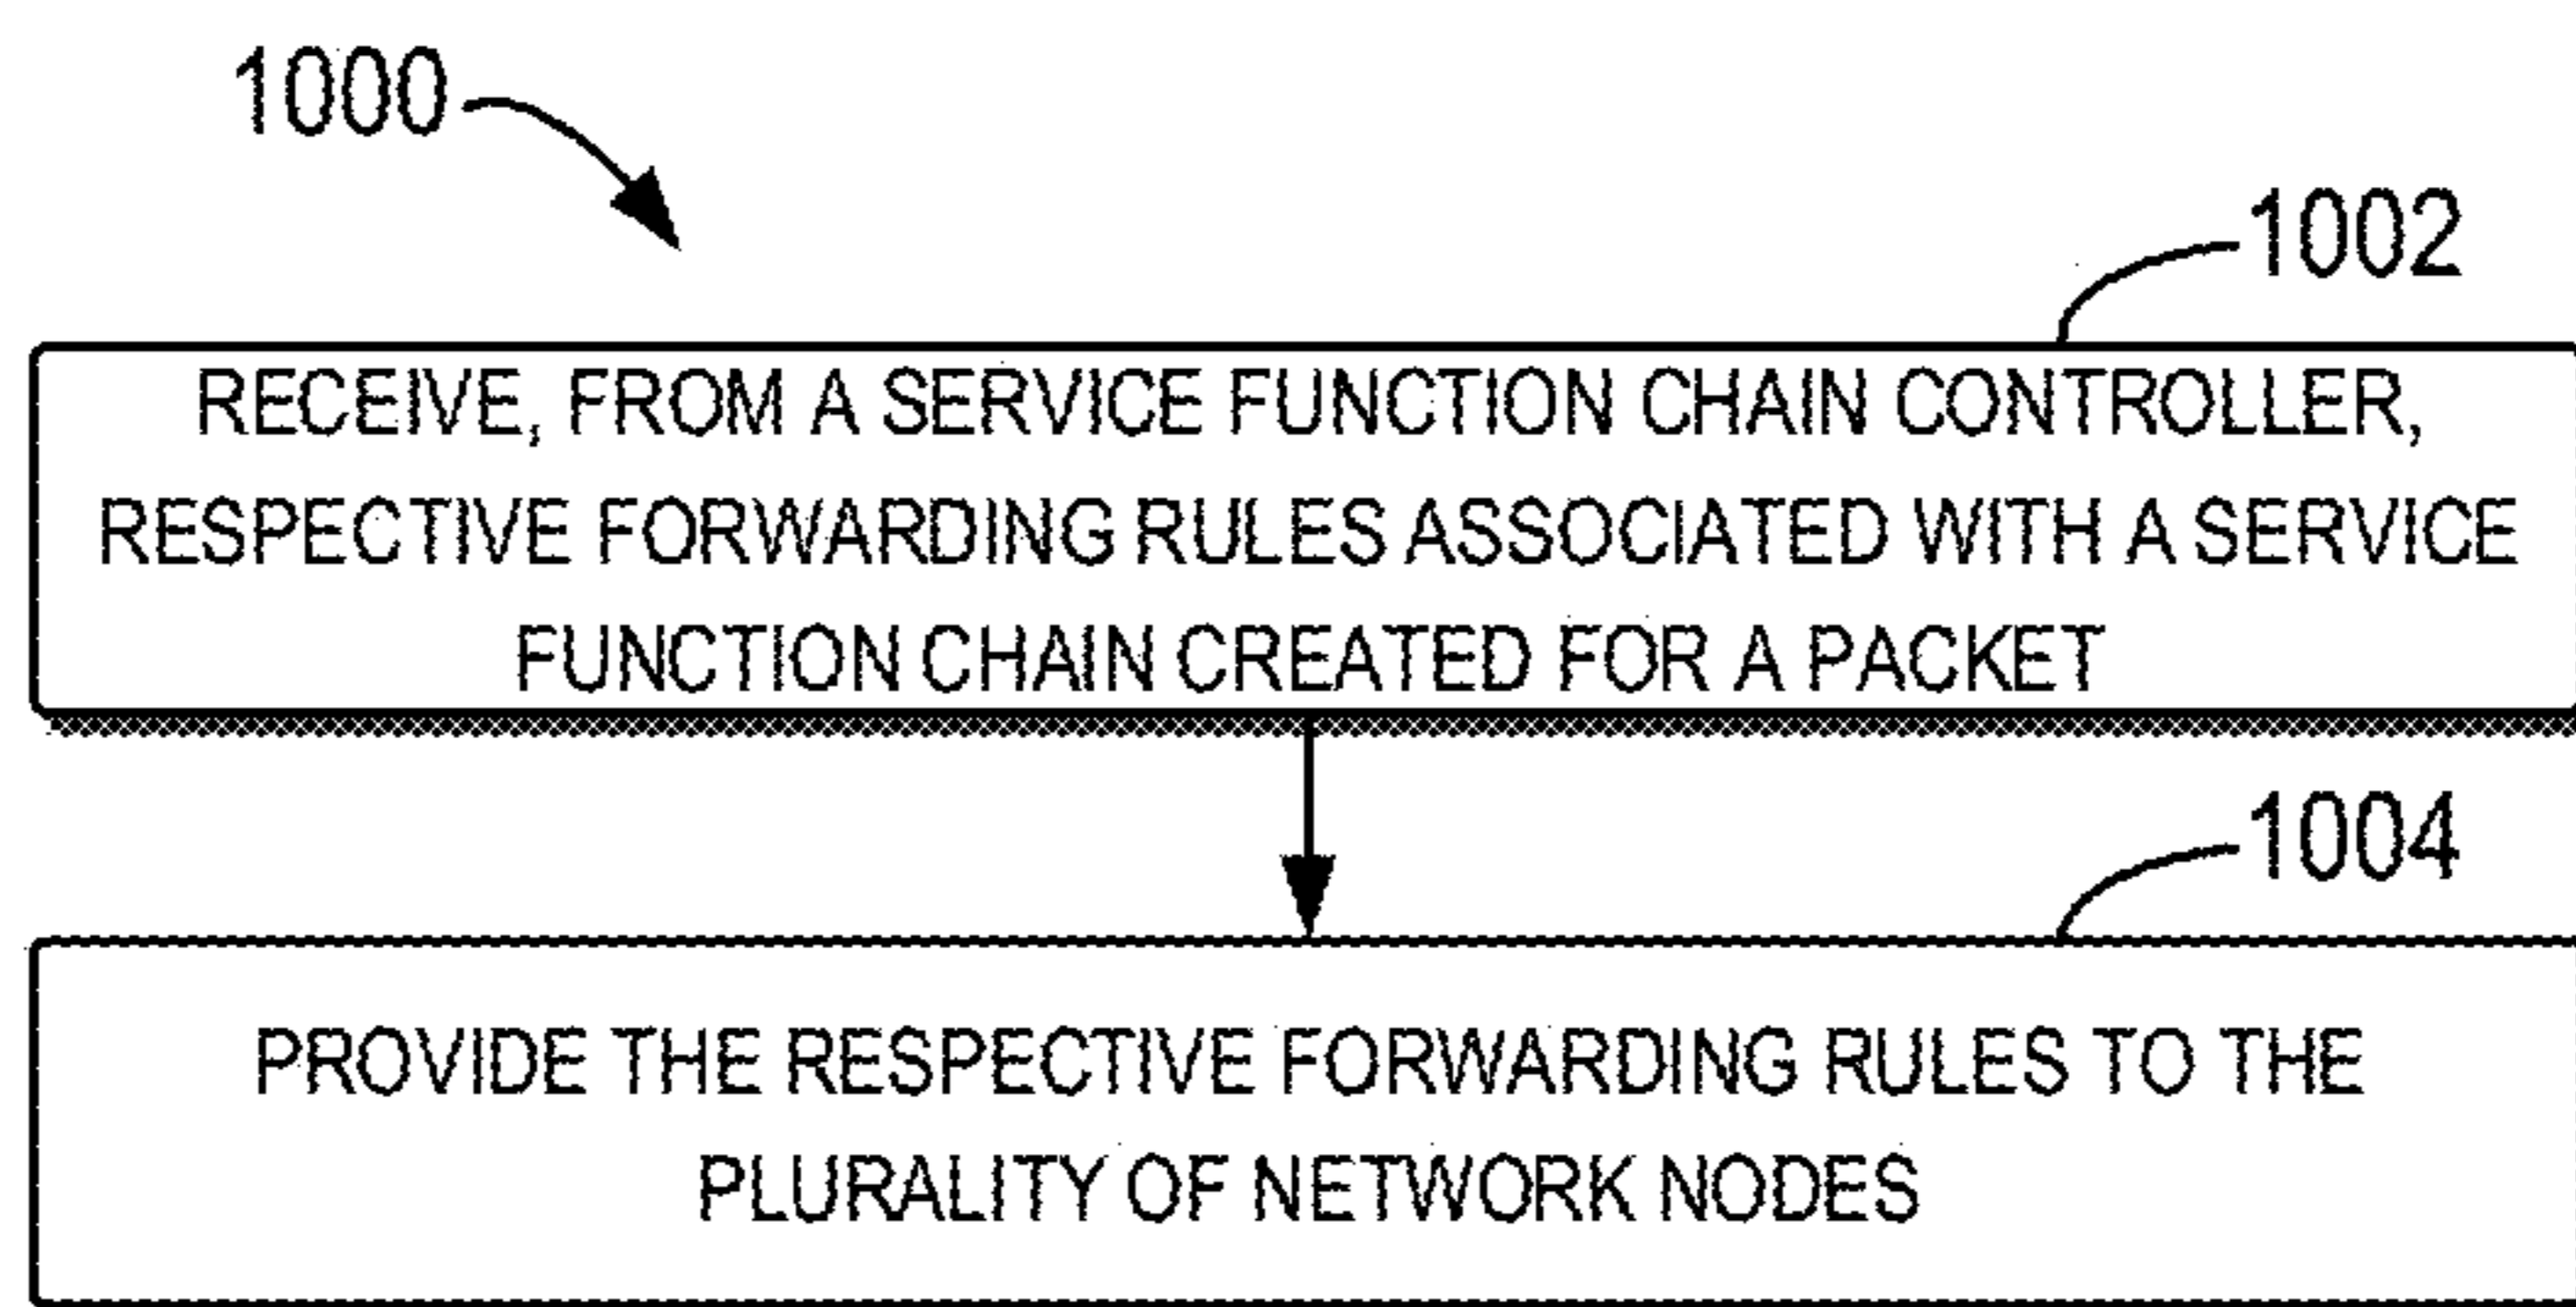 1000
1002
RECEIVE, FROM A SERVICE FUNCTION CHAIN CONTROLLER,
RESPECTIVE FORWARDING RULES ASSOCIATED WITH A SERVICE
FUNCTION CHAIN CREATED FOR A PACKET
1004
PROVIDE THE RESPECTIVE FORWARDING RULES TO THE
PLURALITY OF NETWORK NODES